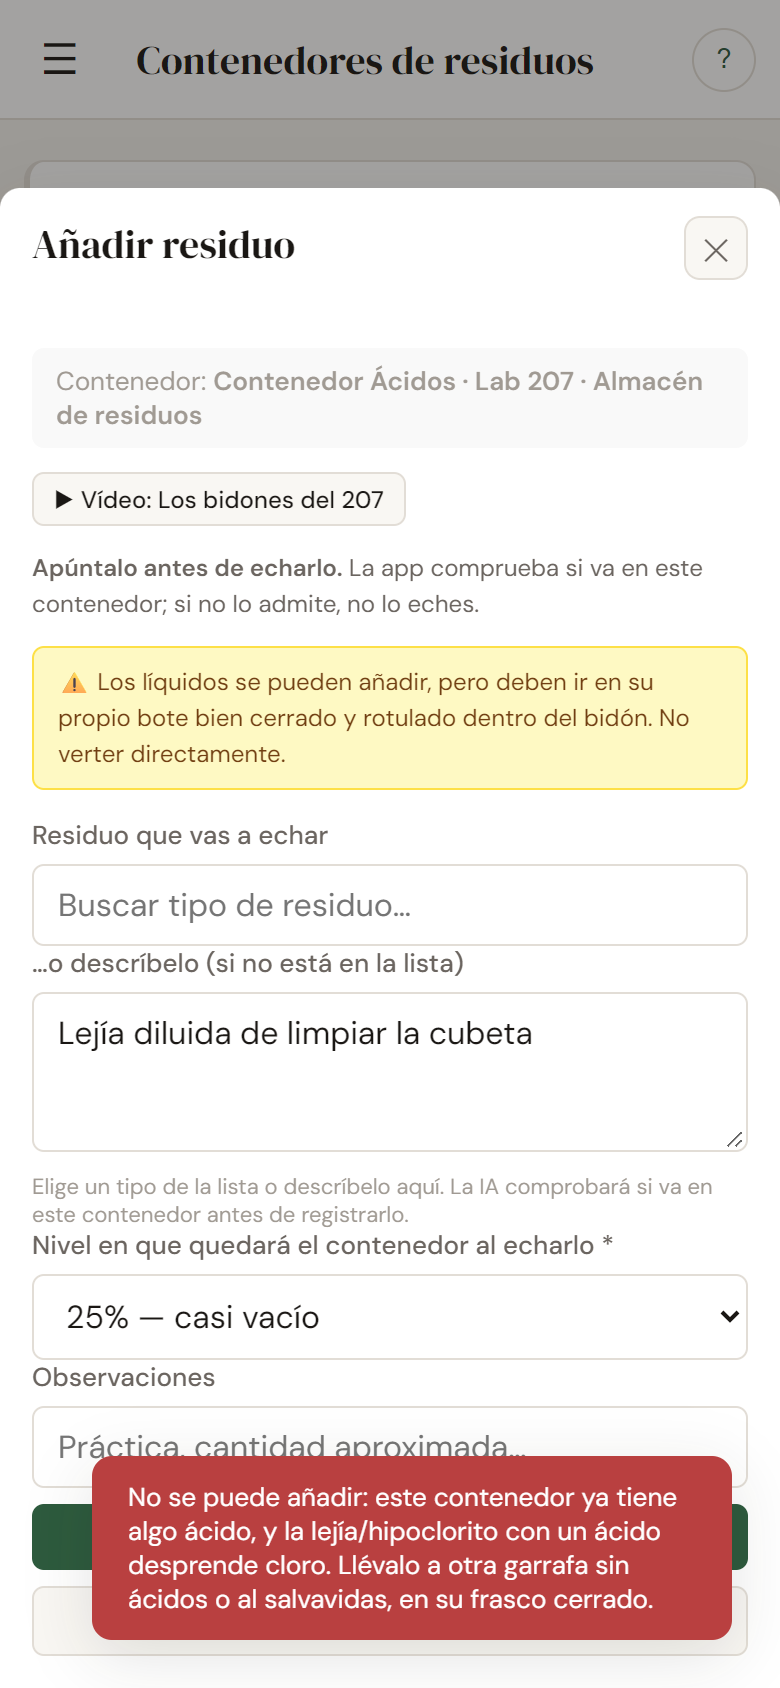 Contenedores de residuos
?
Añadir residuo
Contenedor: Contenedor Ácidos · Lab 207 · Almacén
de residuos
▶ Vídeo: Los bidones del 207
Apúntalo antes de echarlo. La app comprueba si va en este
contenedor; si no lo admite, no lo eches.
⚠️ Los líquidos se pueden añadir, pero deben ir en su
propio bote bien cerrado y rotulado dentro del bidón. No
verter directamente.
Residuo que vas a echar
Buscar tipo de residuo...
...o descríbelo (si no está en la lista)
Lejía diluida de limpiar la cubeta
Elige un tipo de la lista o descríbelo aquí. La IA comprobará si va en
este contenedor antes de registrarlo.
Nivel en que quedará el contenedor al echarlo *
25% — casi vacío
Observaciones
Práctica, cantidad aproximada...
No se puede añadir: este contenedor ya tiene
algo ácido, y la lejía/hipoclorito con un ácido
desprende cloro. Llévalo a otra garrafa sin
ácidos o al salvavidas, en su frasco cerrado.